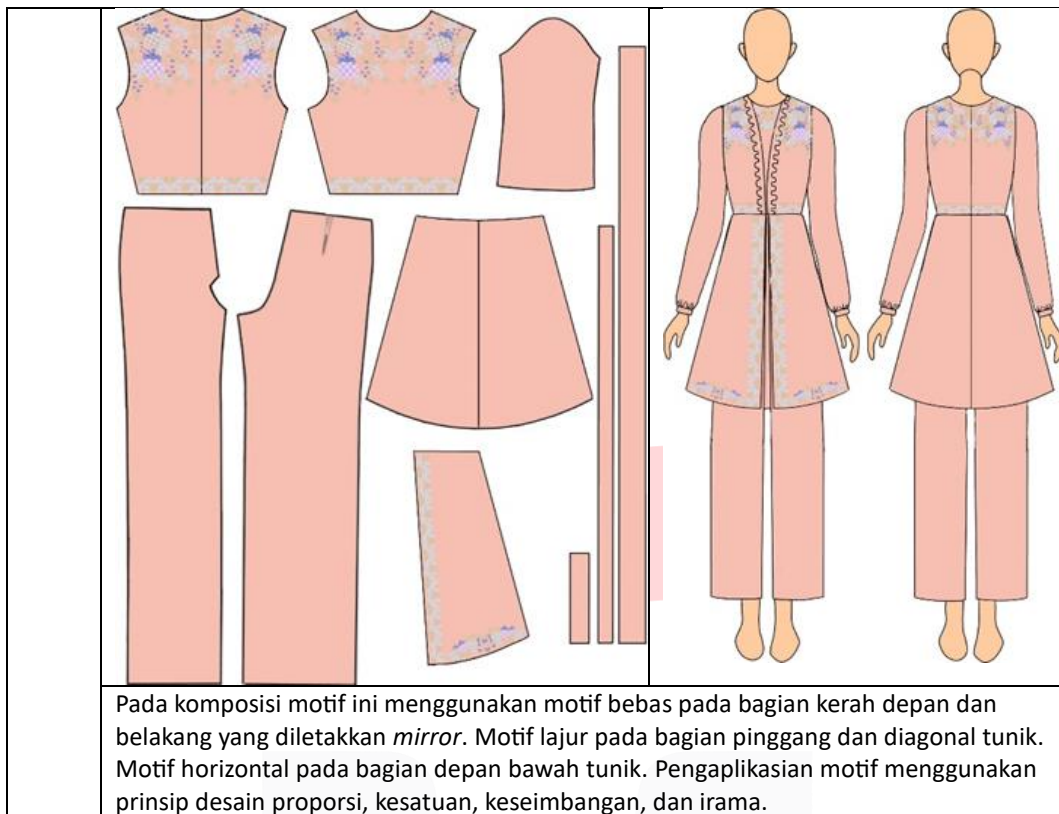 Pada komposisi motif ini menggunakan motif bebas pada bagian kerah depan dan
belakang yang diletakkan mirror. Motif lajur pada bagian pinggang dan diagonal tunik.
Motif horizontal pada bagian depan bawah tunik. Pengaplikasian motif menggunakan
prinsip desain proporsi, kesatuan, keseimbangan, dan irama.